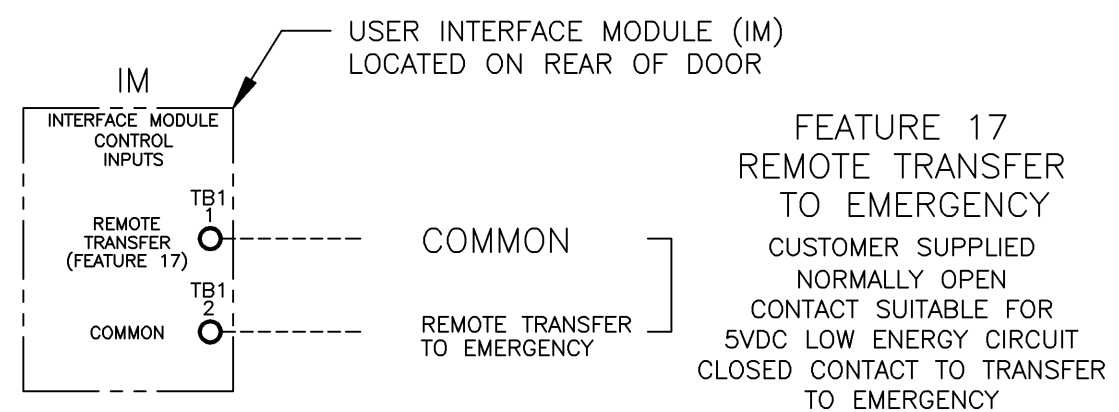 USER INTERFACE MODULE (IM)
LOCATED ON REAR OF DOOR
IM
INTERFACE MODULE
CONTROL
INPUTS
TB1
1
REMOTE
TRANSFER
(FEATURE 17)
TB1
2
COMMON
COMMON
REMOTE TRANSFER
TO EMERGENCY
FEATURE 17
REMOTE TRANSFER
TO EMERGENCY
CUSTOMER SUPPLIED
NORMALLY OPEN
CONTACT SUITABLE FOR
5VDC LOW ENERGY CIRCUIT
CLOSED CONTACT TO TRANSFER
TO EMERGENCY